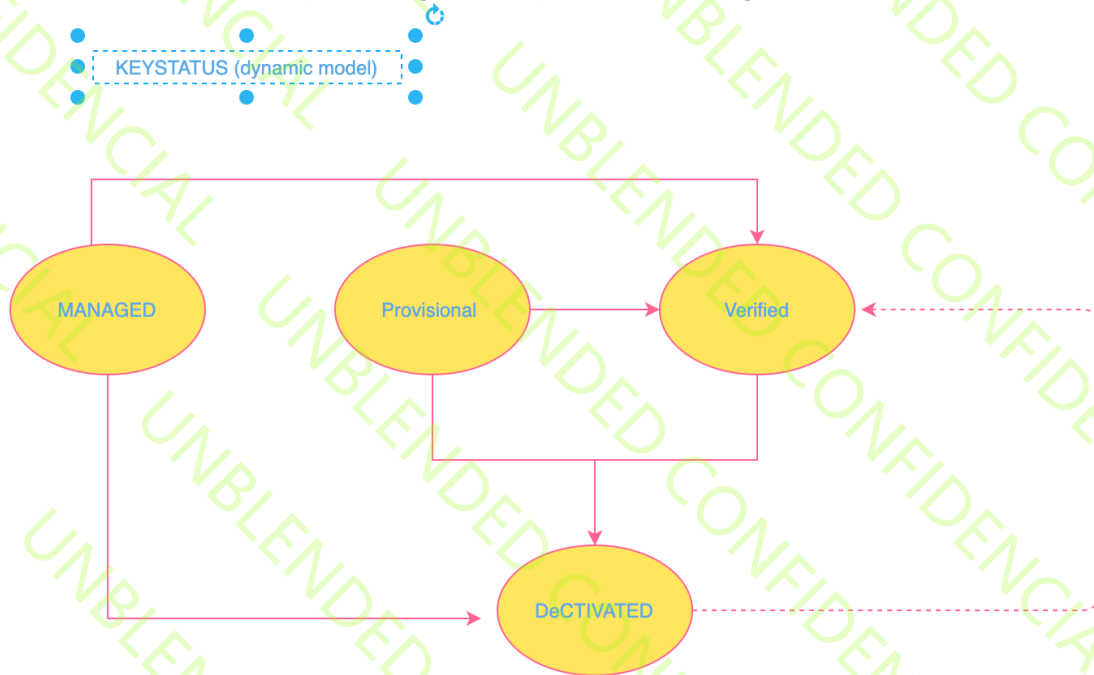 KEYSTATUS (dynamic model)
MANAGED
Provisional
Verified
DeCTIVATED
UNBLENDED CONFIDENCIAL